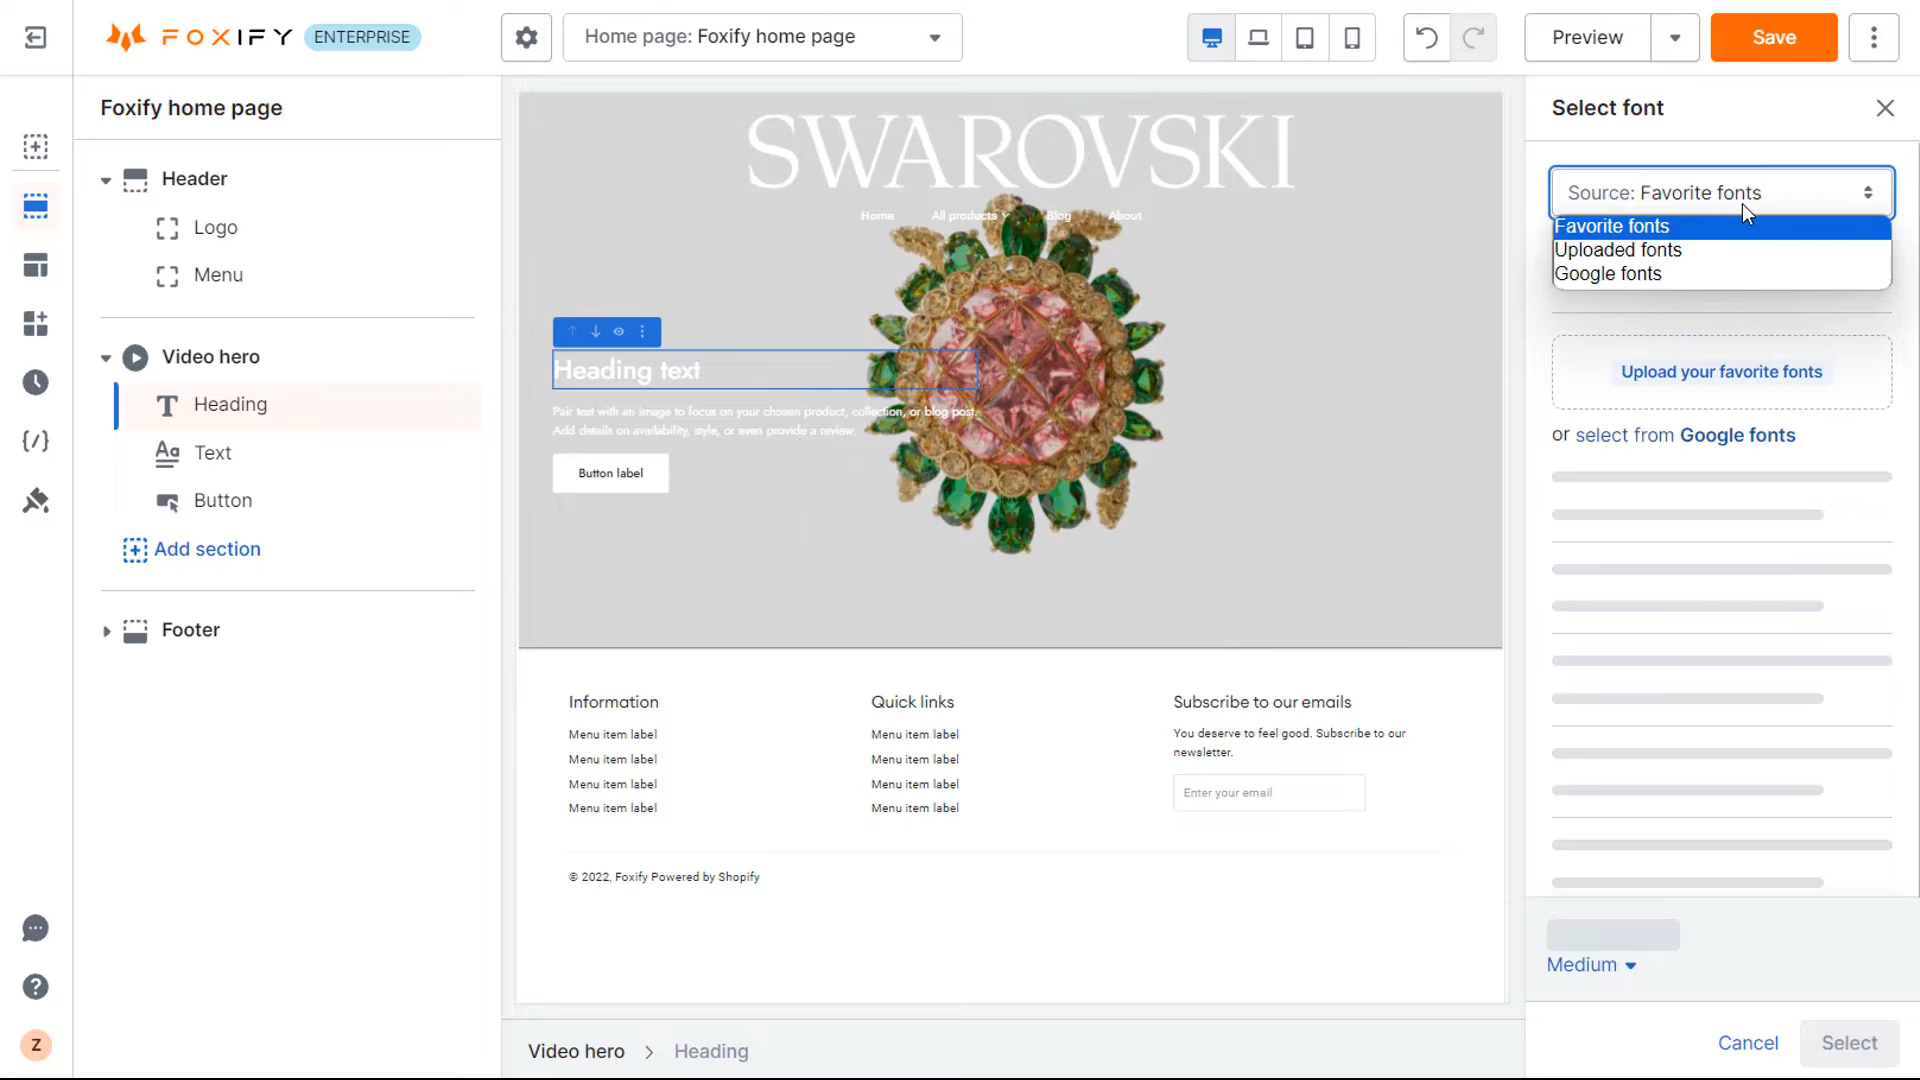 FOXIFY ENTERPRISE
Home page: Foxify home page
Preview
Save
Foxify home page
Header
Logo
Menu
Video hero
Heading
Text
Button
Add section
Footer
Z
SWAROVSKI
Home All products Blog About
Heading text
Pair text with an image to focus on your chosen product, collection, or blog post.
Add details on availability, style, or even provide a review.
Button label
Information
Menu item label
Menu item label
Menu item label
Menu item label
Quick links
Menu item label
Menu item label
Menu item label
Menu item label
Subscribe to our emails
You deserve to feel good. Subscribe to our
newsletter.
Enter your email
© 2022, Foxify Powered by Shopify
Video hero > Heading
Select font
Source: Favorite fonts
Favorite fonts
Uploaded fonts
Google fonts
Upload your favorite fonts
or select from Google fonts
Medium
Cancel
Select